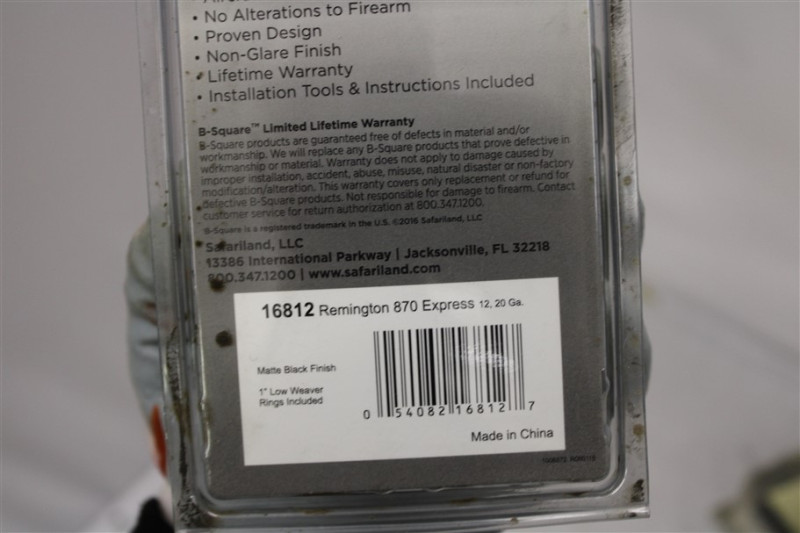 • No Alterations to Firearm
• Proven Design
• Non-Glare Finish
• Lifetime Warranty
• Installation Tools & Instructions Included
B-Square™ Limited Lifetime Warranty
B-Square products are guaranteed free of defects in material and/or
workmanship. We will replace any B-Square products that prove defective in
workmanship or material. Warranty does not apply to damage caused by
improper installation, accident, abuse, misuse, natural disaster or non-factory
modification/alteration. This warranty covers only replacement or refund for
defective B-Square products. Not responsible for damage to firearm. Contact
customer service for return authorization at 800.347.1200.
B-Square is a registered trademark in the U.S. ©2016 Safariland, LLC
Safariland, LLC
13386 International Parkway | Jacksonville, FL 32218
800.347.1200 | www.safariland.com
16812 Remington 870 Express 12, 20 Ga.
Matte Black Finish
1" Low Weaver
Rings Included
0 54082 16812 7
Made in China